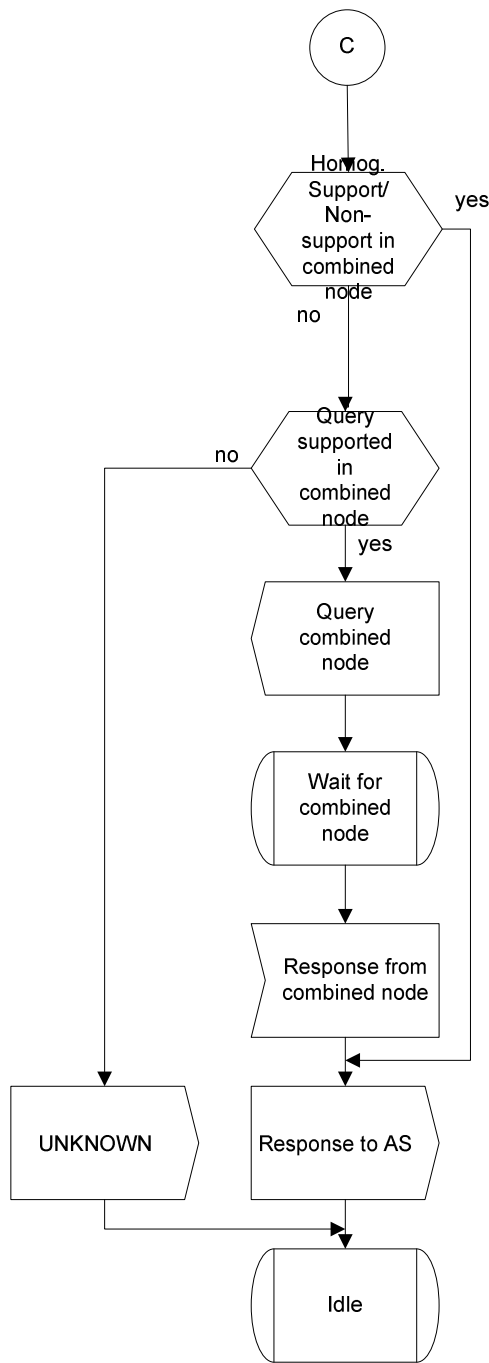 C
Homog.
Support/
Non-
support in
combined
node
yes
no
Query
supported
in
combined
node
no
yes
Query
combined
node
Wait for
combined
node
Response from
combined node
UNKNOWN
Response to AS
Idle